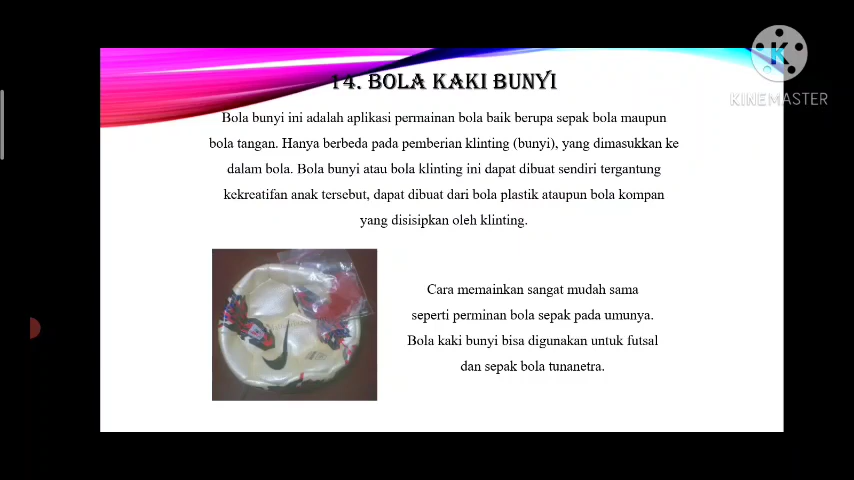 K
KINEMASTER
14. BOLA KAKI BUNYI
Bola bunyi ini adalah aplikasi permainan bola baik berupa sepak bola maupun
bola tangan. Hanya berbeda pada pemberian klinting (bunyi), yang dimasukkan ke
dalam bola. Bola bunyi atau bola klinting ini dapat dibuat sendiri tergantung
kekreatifan anak tersebut, dapat dibuat dari bola plastik ataupun bola kompan
yang disisipkan oleh klinting.
Cara memainkan sangat mudah sama
seperti perminan bola sepak pada umunya.
Bola kaki bunyi bisa digunakan untuk futsal
dan sepak bola tunanetra.